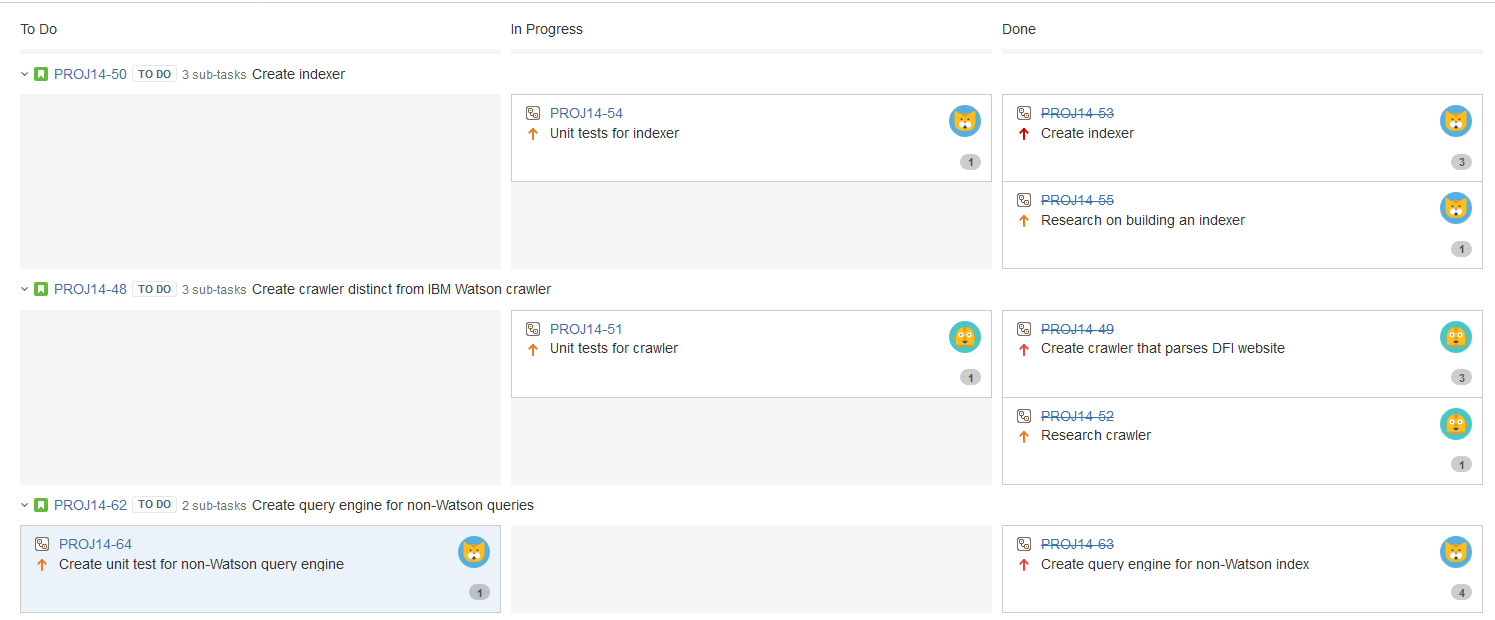 To Do
In Progress
Done
PROJ14-50 TO DO 3 sub-tasks Create indexer
PROJ14-54
Unit tests for indexer
1
PROJ14-53
Create indexer
3
PROJ14-55
Research on building an indexer
1
PROJ14-48 TO DO 3 sub-tasks Create crawler distinct from IBM Watson crawler
PROJ14-51
Unit tests for crawler
1
PROJ14-49
Create crawler that parses DFI website
3
PROJ14-52
Research crawler
1
PROJ14-62 TO DO 2 sub-tasks Create query engine for non-Watson queries
PROJ14-64
Create unit test for non-Watson query engine
1
PROJ14-63
Create query engine for non-Watson index
4